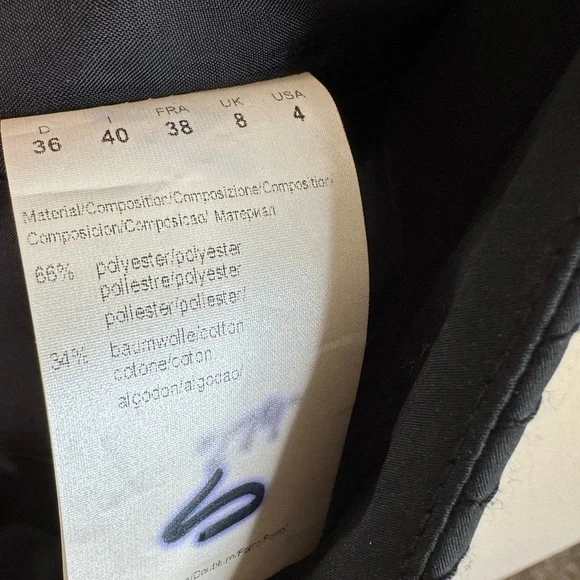 D I FRA UK USA
36 40 38 8 4
Material/Composition/Composizione/Composition/
Composicion/Composicao/ Материал
66% polyester/polyester
poliestre/polyester
poliester/poliester/
34% baumwolle/cotton
cotone/coton
algodon/algodao/